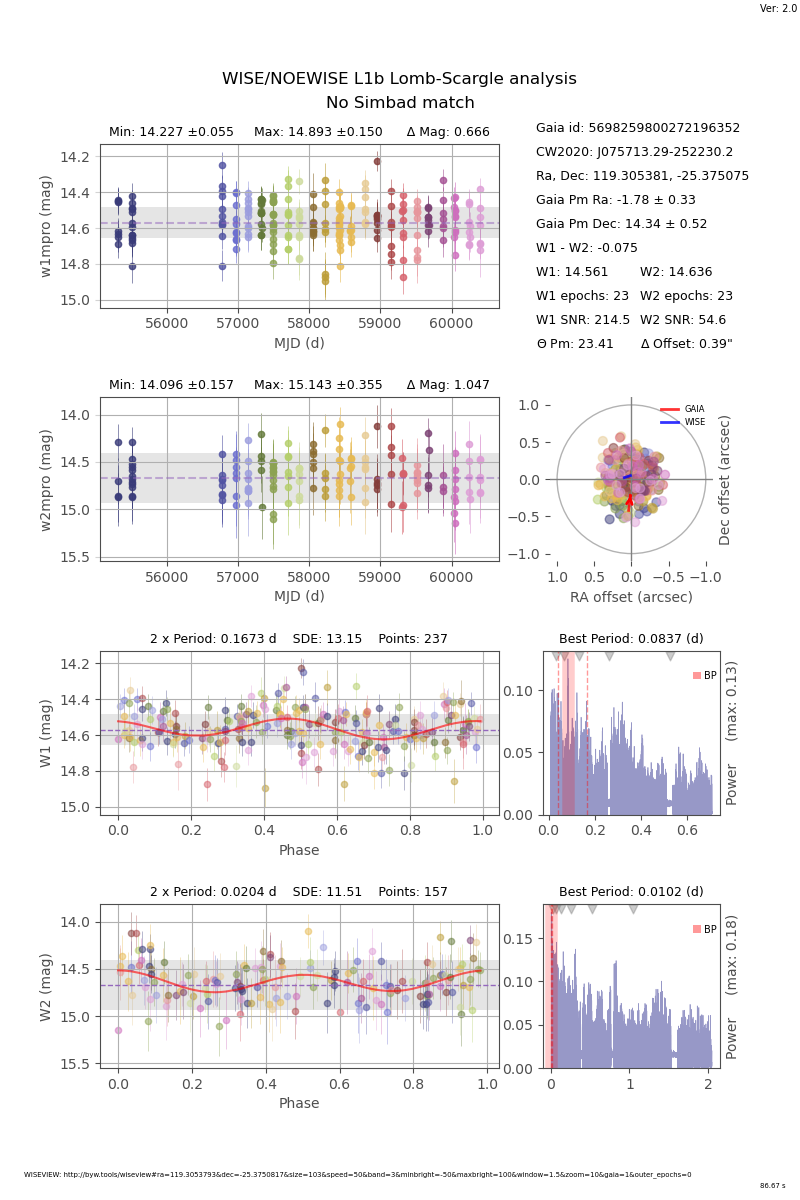 Ver: 2.0
WISE/NOEWISE L1b Lomb-Scargle analysis
No Simbad match
Min: 14.227 ±0.055 Max: 14.893 ±0.150 Δ Mag: 0.666
14.2
14.4
14.6
14.8
15.0
w1mpro (mag)
56000 57000 58000 59000 60000
MJD (d)
Gaia id: 5698259800272196352
CW2020: J075713.29-252230.2
Ra, Dec: 119.305381, -25.375075
Gaia Pm Ra: -1.78 ± 0.33
Gaia Pm Dec: 14.34 ± 0.52
W1 - W2: -0.075
W1: 14.561 W2: 14.636
W1 epochs: 23 W2 epochs: 23
W1 SNR: 214.5 W2 SNR: 54.6
Θ Pm: 23.41 Δ Offset: 0.39"
Min: 14.096 ±0.157 Max: 15.143 ±0.355 Δ Mag: 1.047
14.0
14.5
15.0
15.5
w2mpro (mag)
56000 57000 58000 59000 60000
MJD (d)
1.0
0.5
0.0
−0.5
−1.0
GAIA
WISE
Dec offset (arcsec)
1.0 0.5 0.0 −0.5 −1.0
RA offset (arcsec)
2 x Period: 0.1673 d SDE: 13.15 Points: 237
14.2
14.4
14.6
14.8
15.0
W1 (mag)
0.0 0.2 0.4 0.6 0.8 1.0
Phase
Best Period: 0.0837 (d)
0.10
0.05
0.00
BP
Power (max: 0.13)
0.0 0.2 0.4 0.6
2 x Period: 0.0204 d SDE: 11.51 Points: 157
14.0
14.5
15.0
15.5
W2 (mag)
0.0 0.2 0.4 0.6 0.8 1.0
Phase
Best Period: 0.0102 (d)
0.15
0.10
0.05
0.00
BP
Power (max: 0.18)
0 1 2
WISEVIEW: http://byw.tools/wiseview#ra=119.3053793&dec=-25.3750817&size=103&speed=50&band=3&minbright=-50&maxbright=100&window=1.5&zoom=10&gaia=1&outer_epochs=0
86.67 s